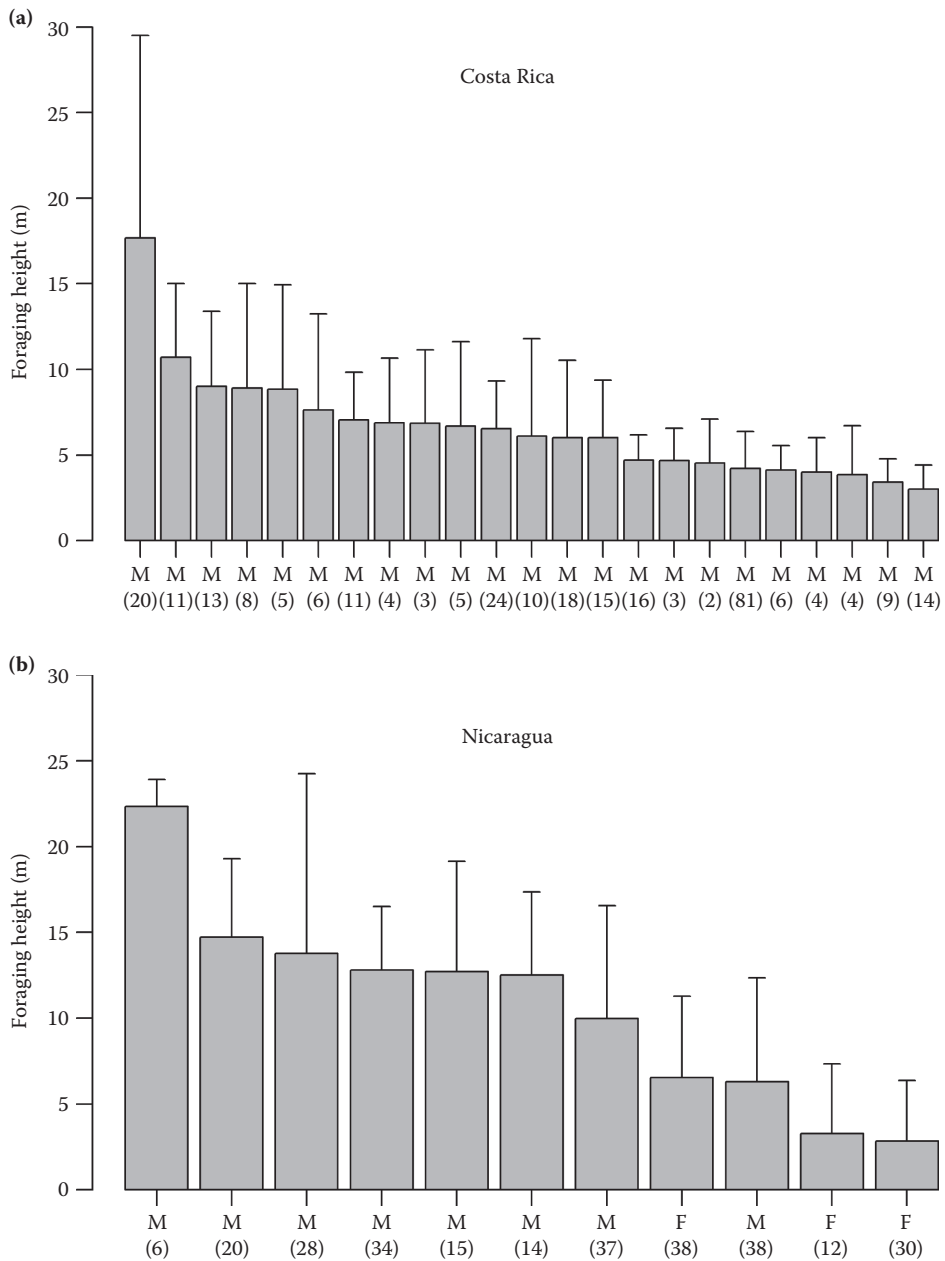 (a)
30
Costa Rica
25
20
Foraging height (m)
15
10
5
0
M M M M M M M M M M M M M M M M M M M M M M M
(20) (11) (13) (8) (5) (6) (11) (4) (3) (5) (24) (10) (18) (15) (16) (3) (2) (81) (6) (4) (4) (9) (14)
(b)
30
Nicaragua
25
20
Foraging height (m)
15
10
5
0
M M M M M M M F M F F
(6) (20) (28) (34) (15) (14) (37) (38) (38) (12) (30)